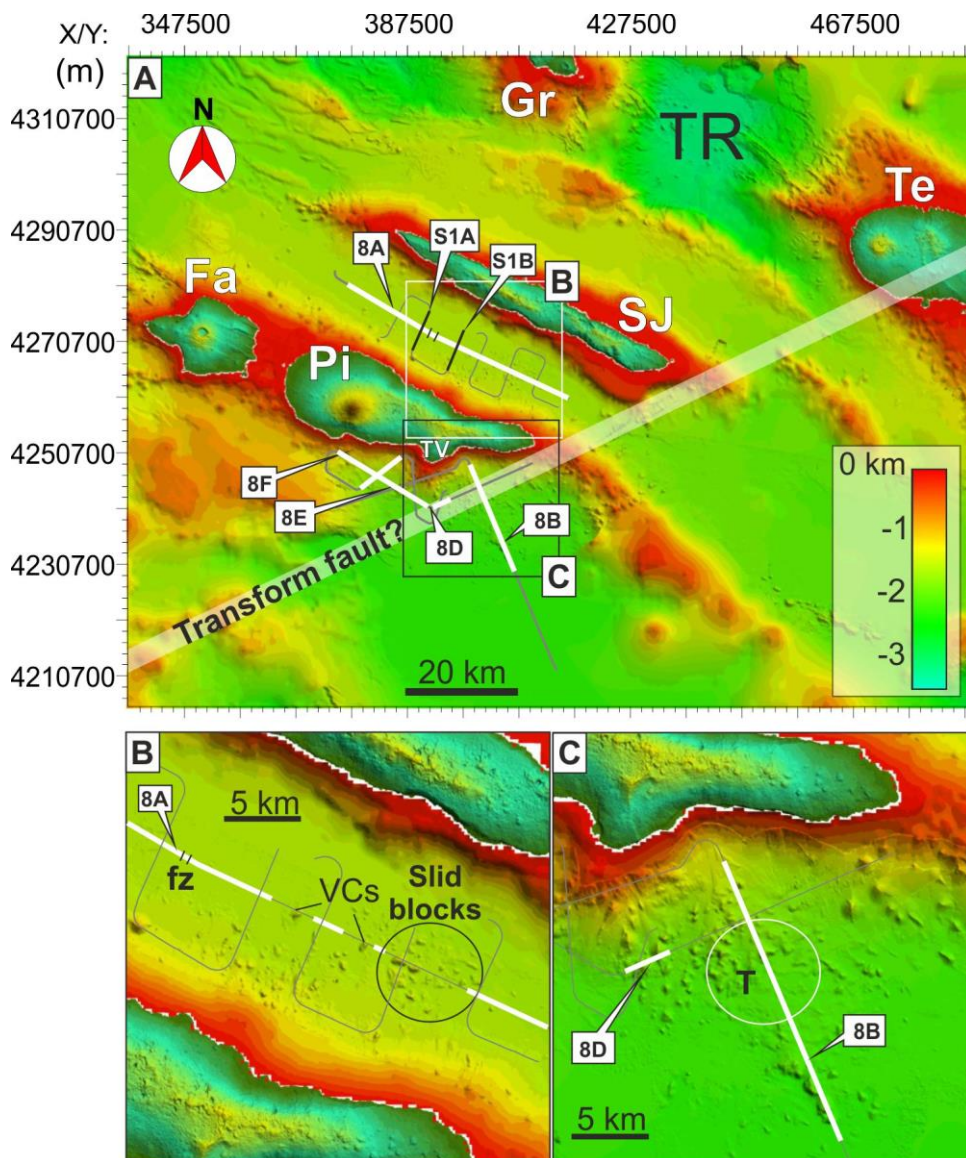 X/Y:
(m)
347500
387500
427500
467500
4310700
4290700
4270700
4250700
4230700
4210700
A
N
Gr
TR
Te
8A
S1A
S1B
B
SJ
Fa
Pi
TV
8F
8E
8D
8B
C
Transform fault?
20 km
0 km
-1
-2
-3
B
8A
5 km
fz
VCs
Slid
blocks
C
T
8D
8B
5 km